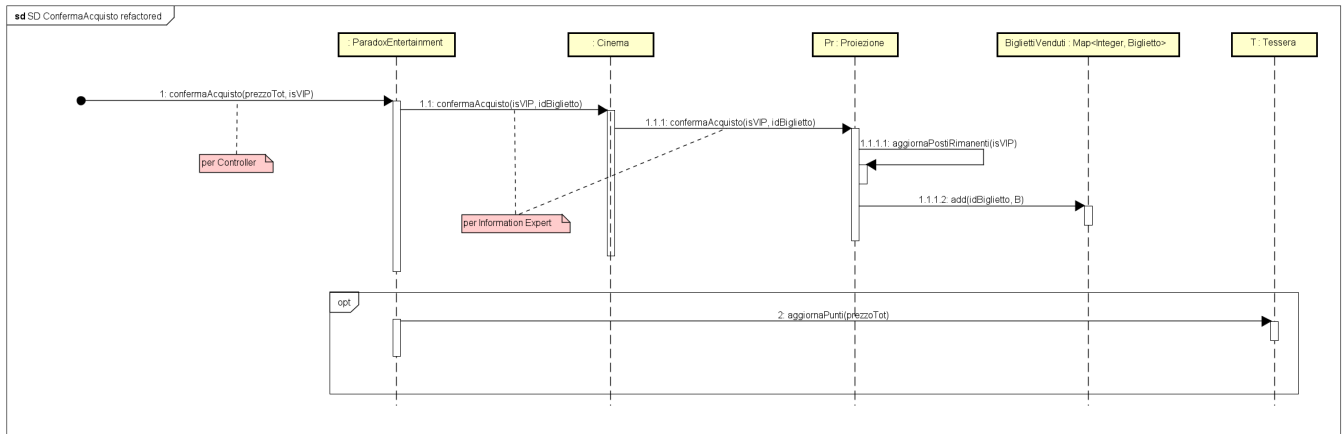 sd SD ConfermaAcquisto refactored
: ParadoxEntertainment
: Cinema
Pr : Proiezione
BigliettiVenduti : Map<Integer, Biglietto>
T : Tessera
1: confermaAcquisto(prezzoTot, isVIP)
1.1: confermaAcquisto(isVIP, idBiglietto)
1.1.1: confermaAcquisto(isVIP, idBiglietto)
1.1.1.1: aggiornaPostiRimanenti(isVIP)
per Controller
1.1.1.2: add(idBiglietto, B)
per Information Expert
opt
2: aggiornaPunti(prezzoTot)